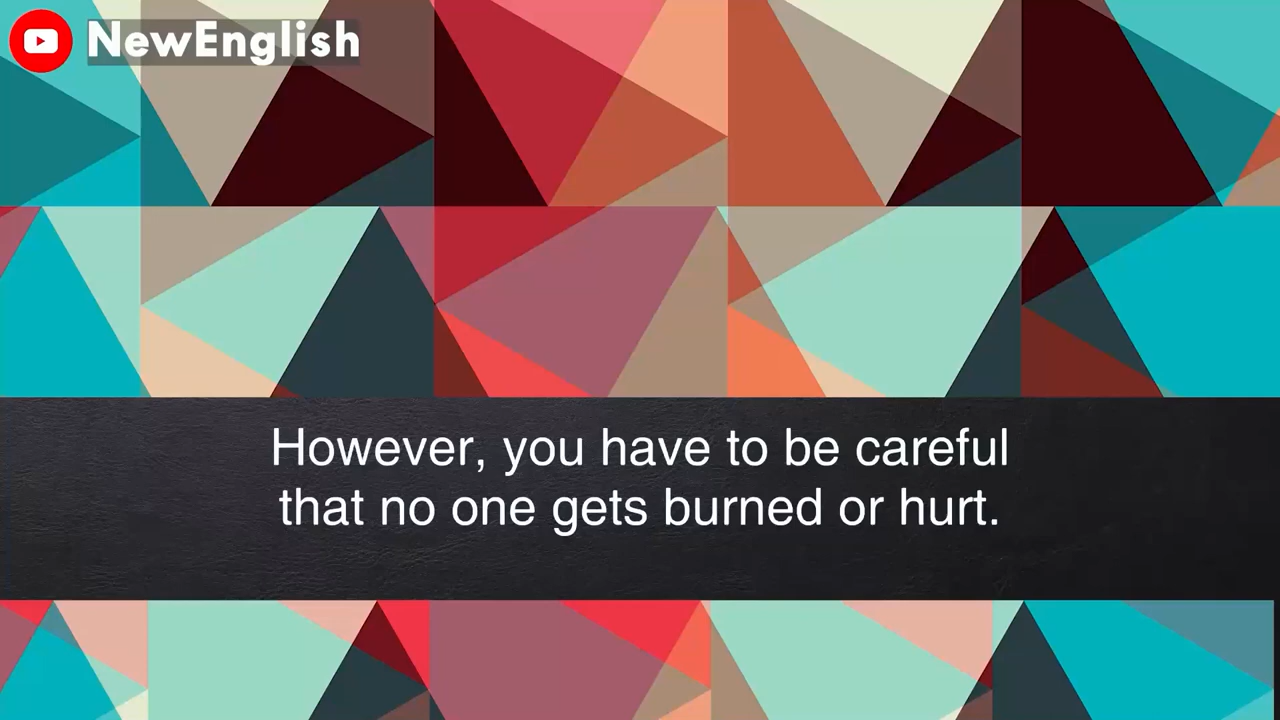 NewEnglish
However, you have to be careful
that no one gets burned or hurt.